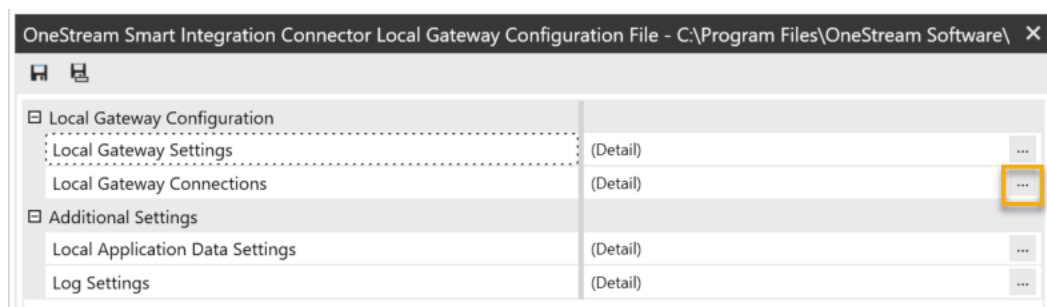 OneStream Smart Integration Connector Local Gateway Configuration File - C:\Program Files\OneStream Software\
Local Gateway Configuration
Local Gateway Settings (Detail) ...
Local Gateway Connections (Detail) ...
Additional Settings
Local Application Data Settings (Detail) ...
Log Settings (Detail) ...